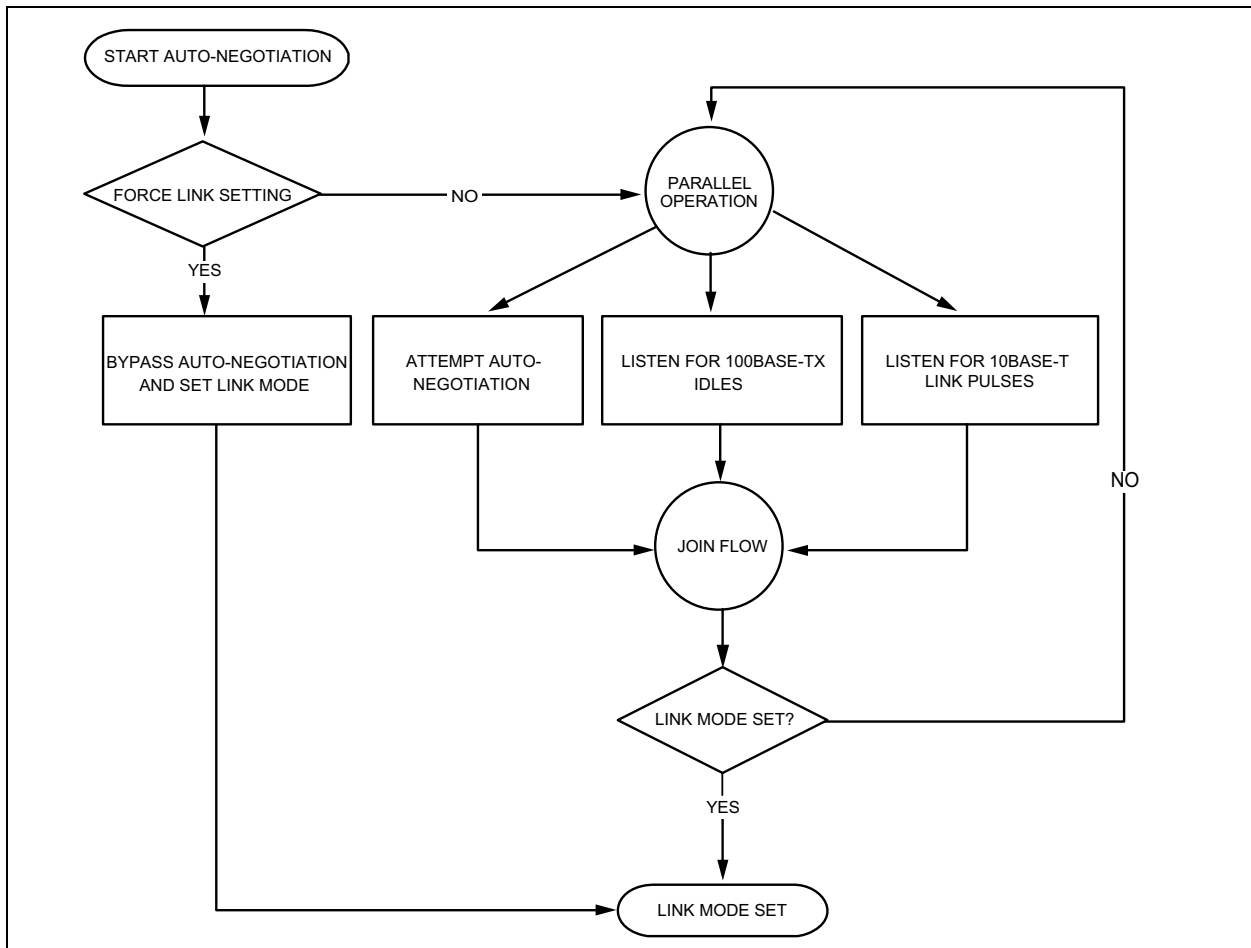 START AUTO-NEGOTIATION
FORCE LINK SETTING
NO
PARALLEL
OPERATION
YES
BYPASS AUTO-NEGOTIATION
AND SET LINK MODE
ATTEMPT AUTO-
NEGOTIATION
LISTEN FOR 100BASE-TX
IDLES
LISTEN FOR 10BASE-T
LINK PULSES
NO
JOIN FLOW
LINK MODE SET?
YES
LINK MODE SET